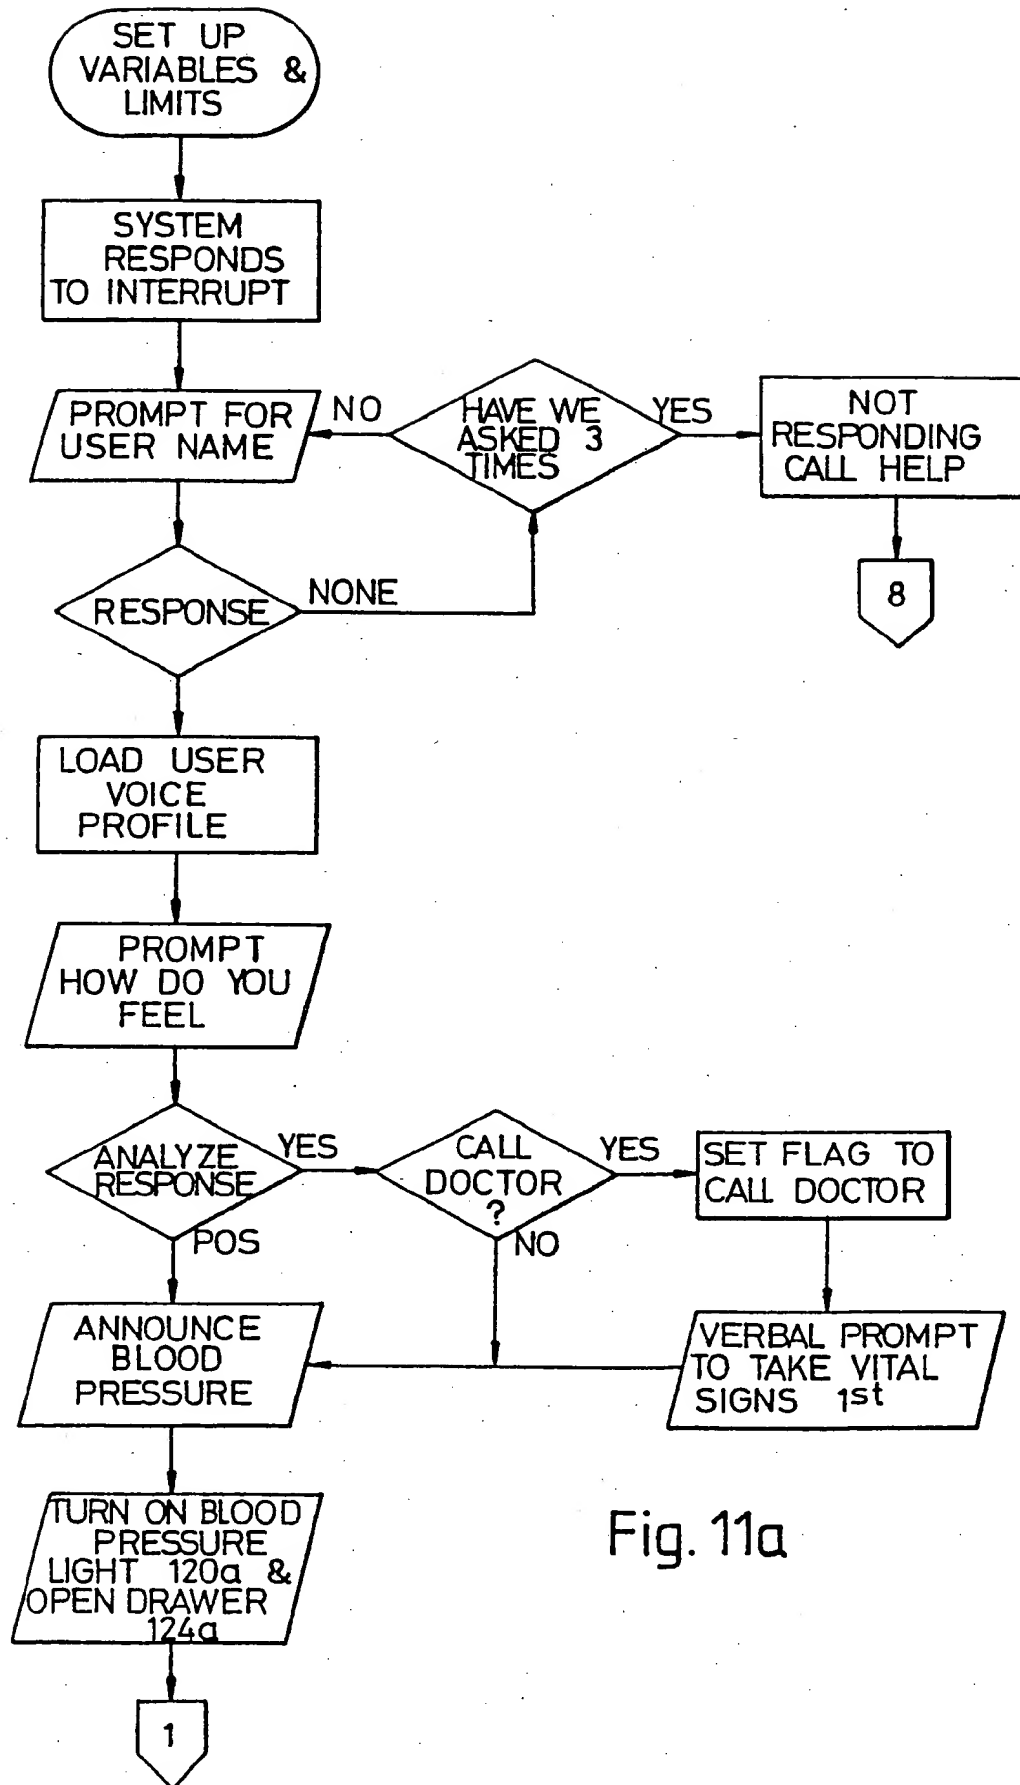 SET UP
VARIABLES &
LIMITS
SYSTEM
RESPONDS
TO INTERRUPT
PROMPT FOR
USER NAME
NO
HAVE WE
ASKED 3
TIMES
YES
NOT
RESPONDING
CALL HELP
8
RESPONSE
NONE
LOAD USER
VOICE
PROFILE
PROMPT
HOW DO YOU
FEEL
ANALYZE
RESPONSE
YES
POS
CALL
DOCTOR
?
YES
NO
SET FLAG TO
CALL DOCTOR
VERBAL PROMPT
TO TAKE VITAL
SIGNS 1st
ANNOUNCE
BLOOD
PRESSURE
TURN ON BLOOD
PRESSURE
LIGHT 120a &
OPEN DRAWER
124a
1
Fig. 11a